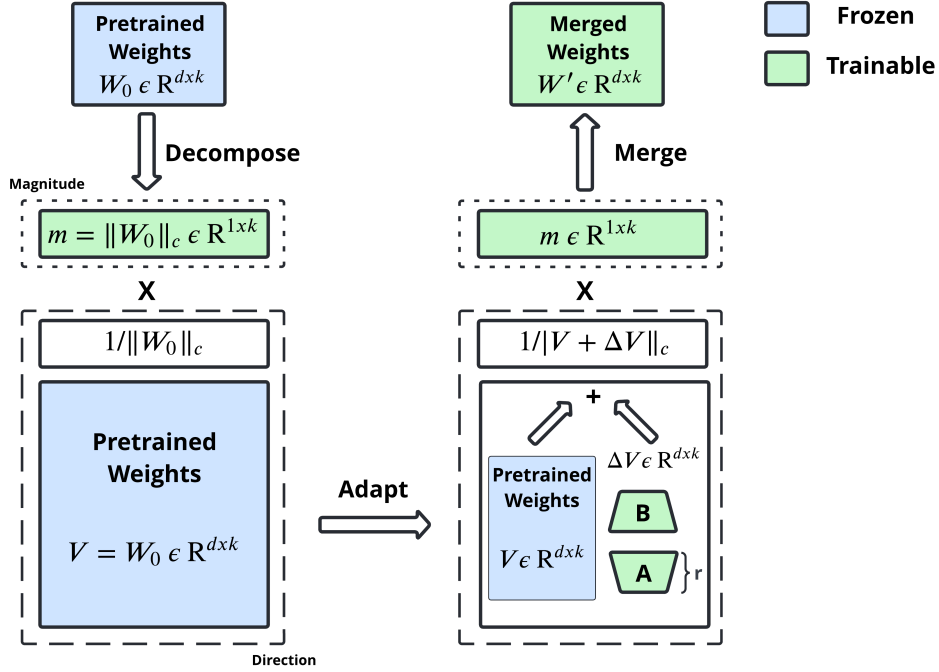 Pretrained
Weights
W₀ ϵ R^{dxk}
Decompose
Magnitude
m = ||W₀||_c ϵ R^{1xk}
X
1/||W₀||_c
Pretrained
Weights
V = W₀ ϵ R^{dxk}
Direction
Adapt
Merged
Weights
W′ϵ R^{dxk}
Merge
m ϵ R^{1xk}
X
1/|V + ΔV||_c
+
Pretrained
Weights
Vϵ R^{dxk}
ΔVϵ R^{dxk}
B
A
r
Frozen
Trainable